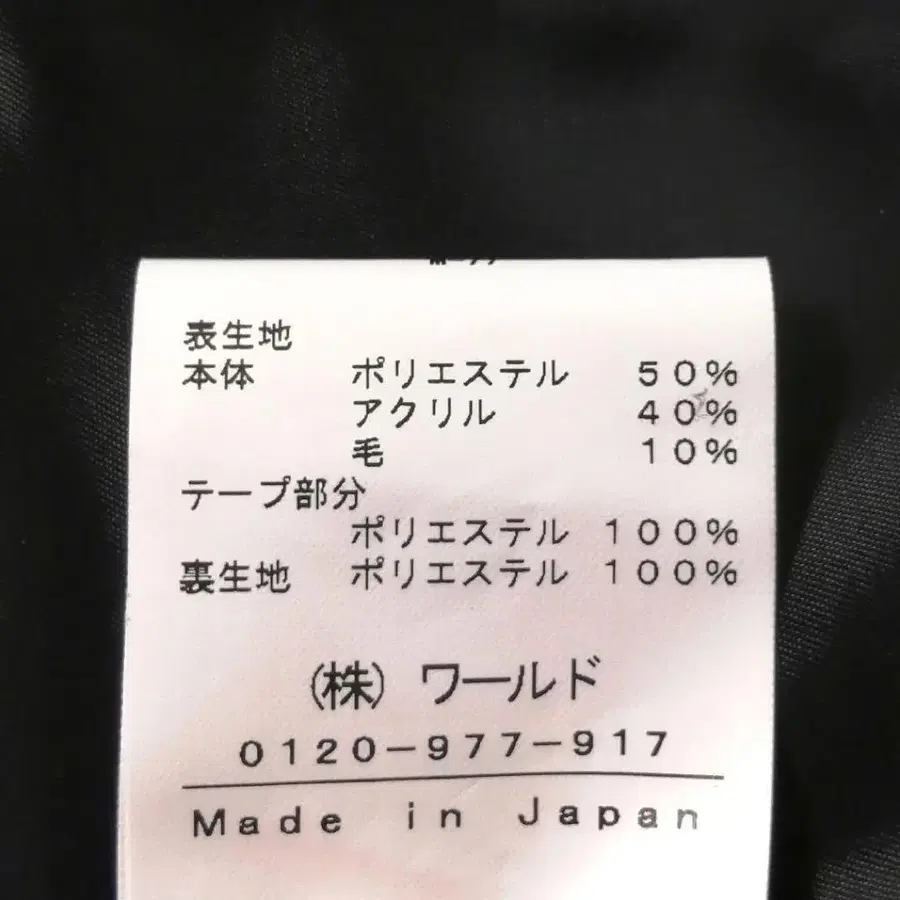 表生地
本体 ポリエステル 50%
アクリル 40%
毛 10%
テープ部分
ポリエステル 100%
裏生地 ポリエステル 100%
(株) ワールド
0120-977-917
Made in Japan